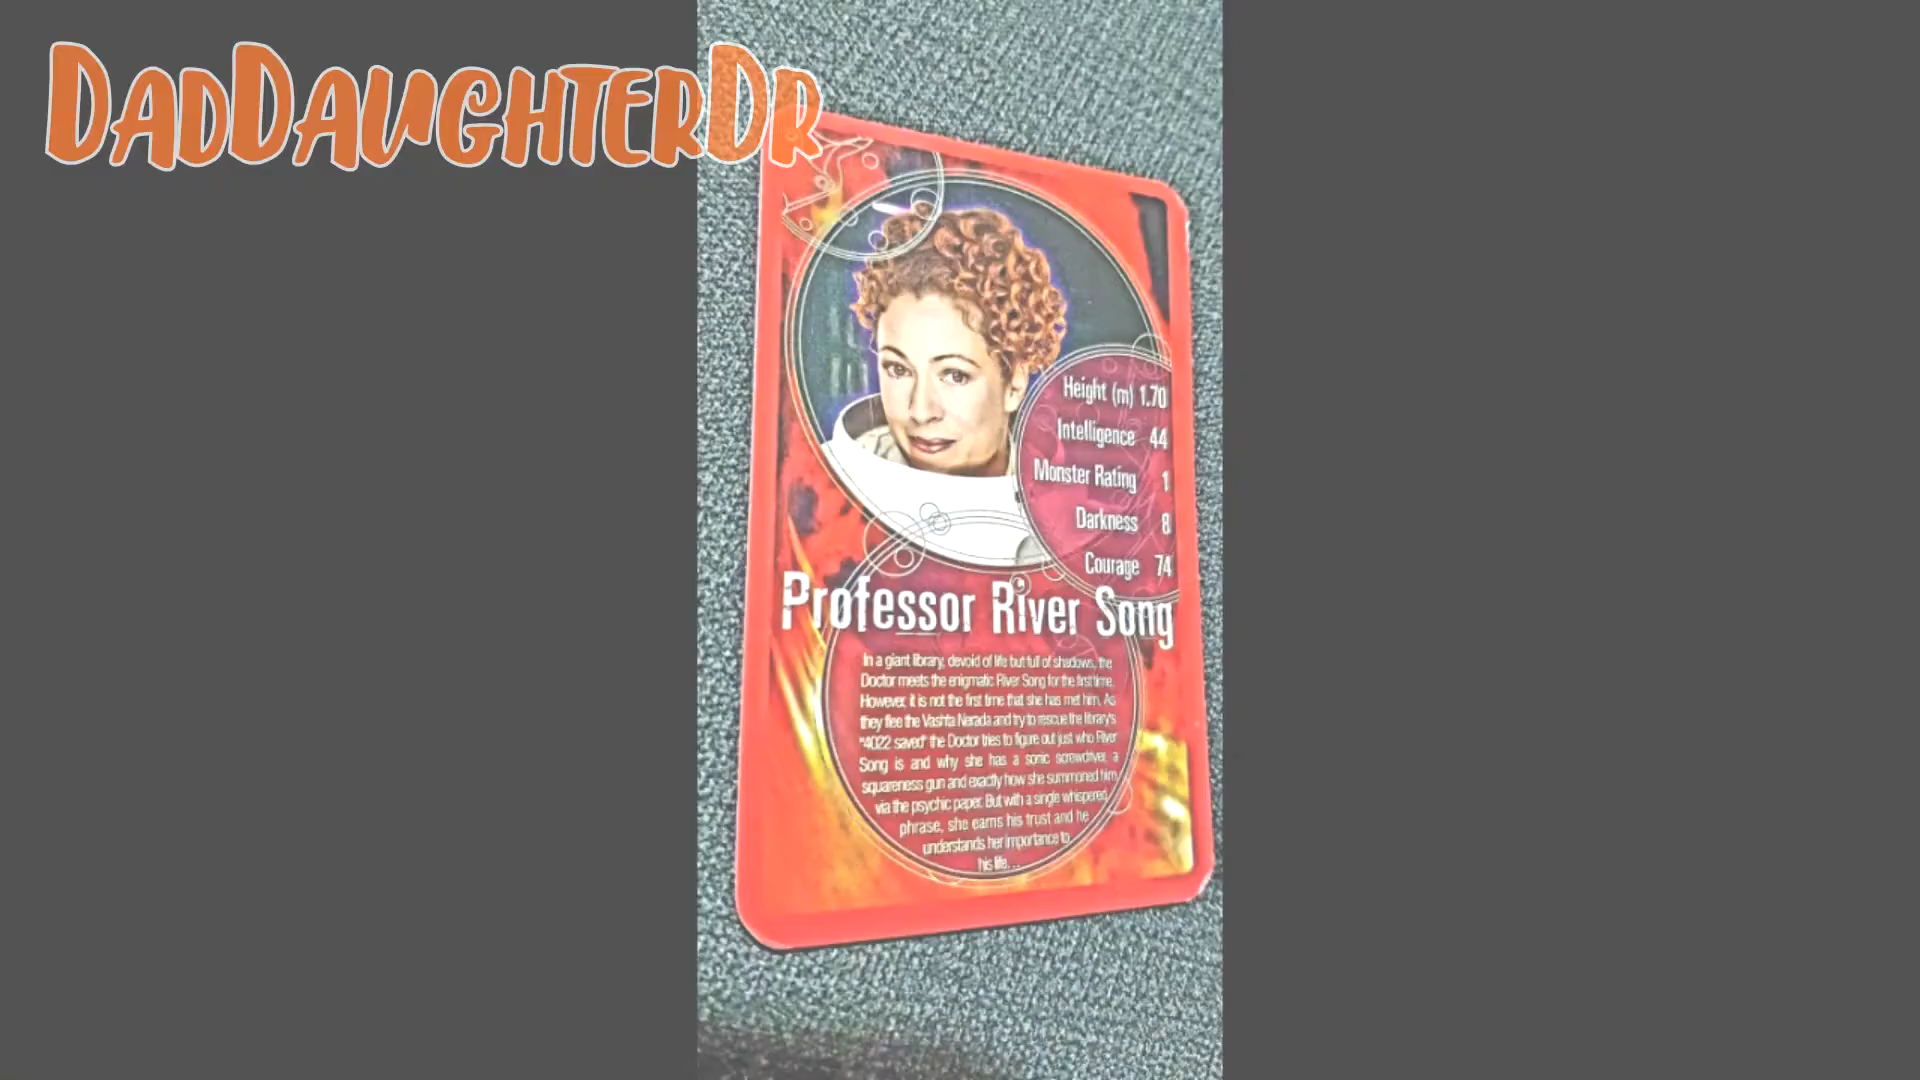 DadDaughterDr
Height (m) 1.70
Intelligence 44
Monster Rating 1
Darkness 8
Courage 74
Professor River Song
In a giant library, devoid of life but full of shadows, the
Doctor meets the enigmatic River Song for the first time.
However, it is not the first time that she has met him. As
they flee the Vashta Nerada and try to rescue the library's
"4022 saved" the Doctor tries to figure out just who River
Song is and why she has a sonic screwdriver, a
squareness gun and exactly how she summoned him
via the psychic paper. But with a single whispered
phrase, she earns his trust and he
understands her importance to
his life...